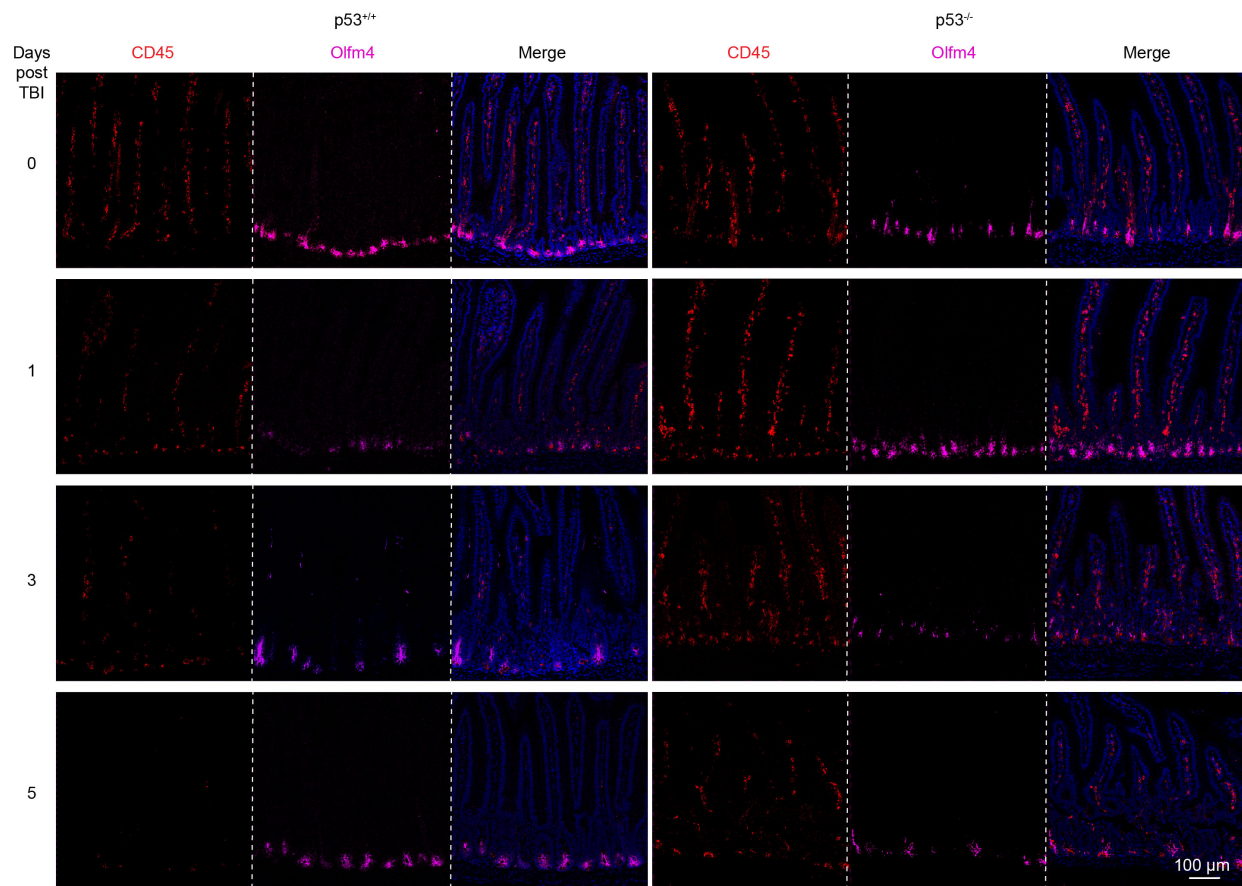 p53+/+ p53-/-
Days CD45 Olfm4 Merge CD45 Olfm4 Merge
post
TBI
0
1
3
5
100 µm